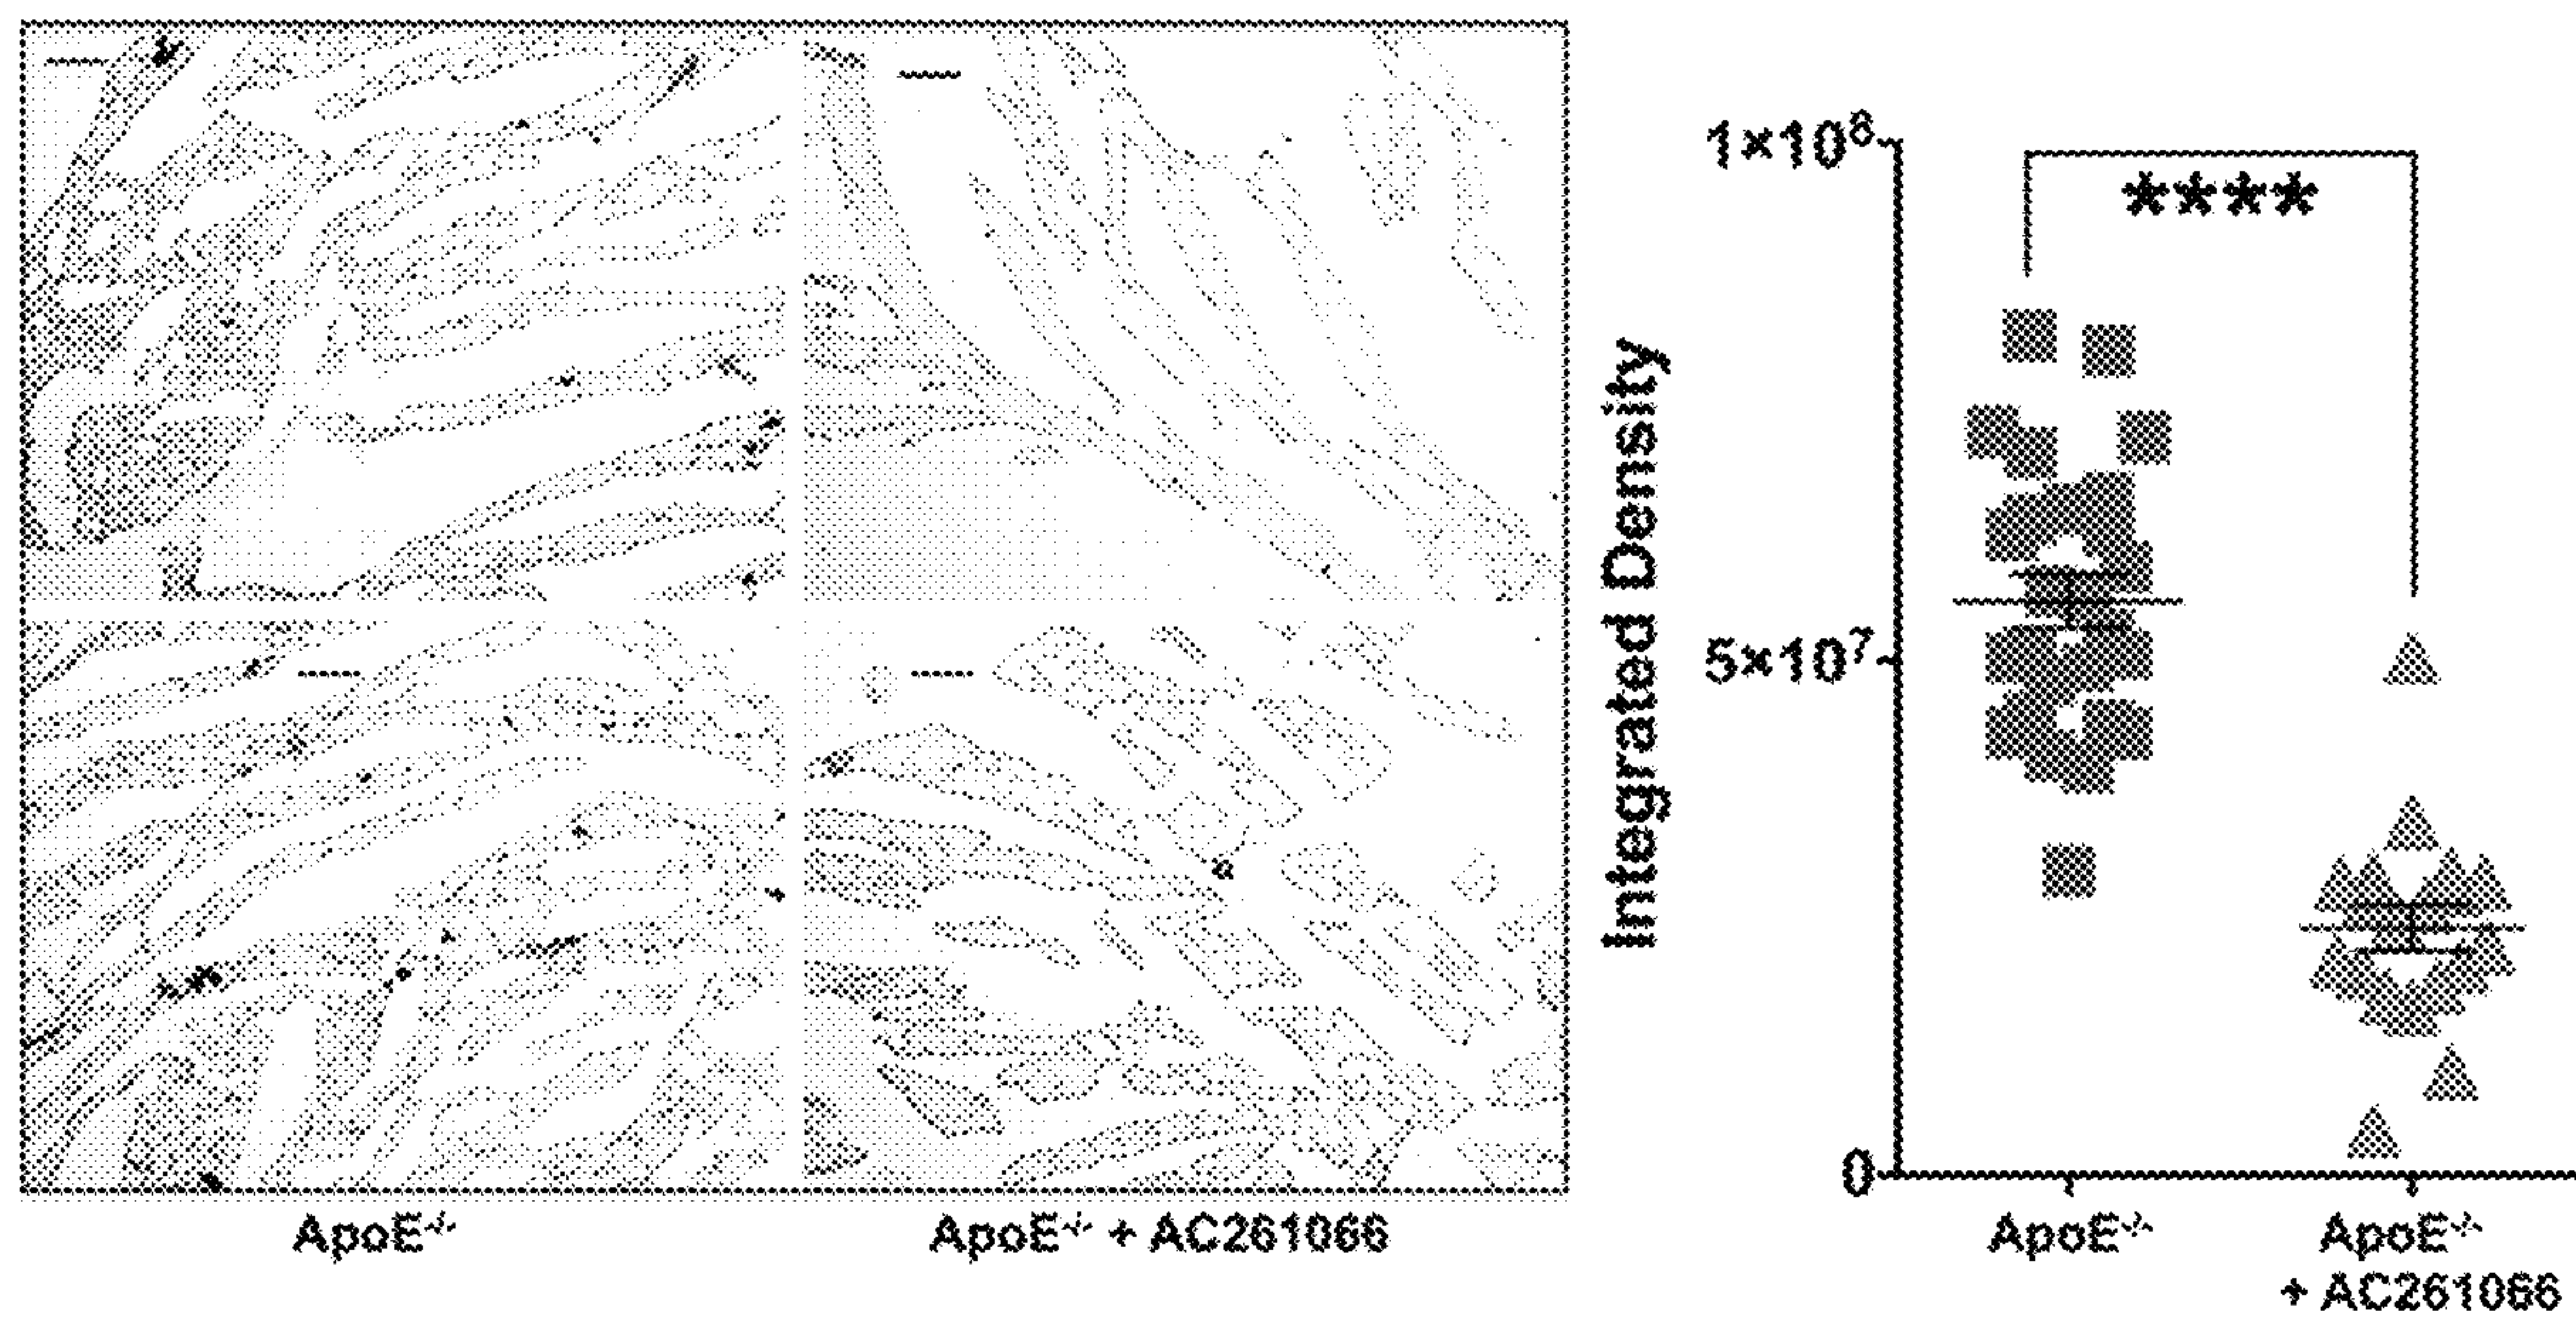 ApoE-/-
ApoE-/- + AC261066
Integrated Density
1×10⁸
5×10⁷
0
****
ApoE-/-
ApoE-/-
+ AC261066